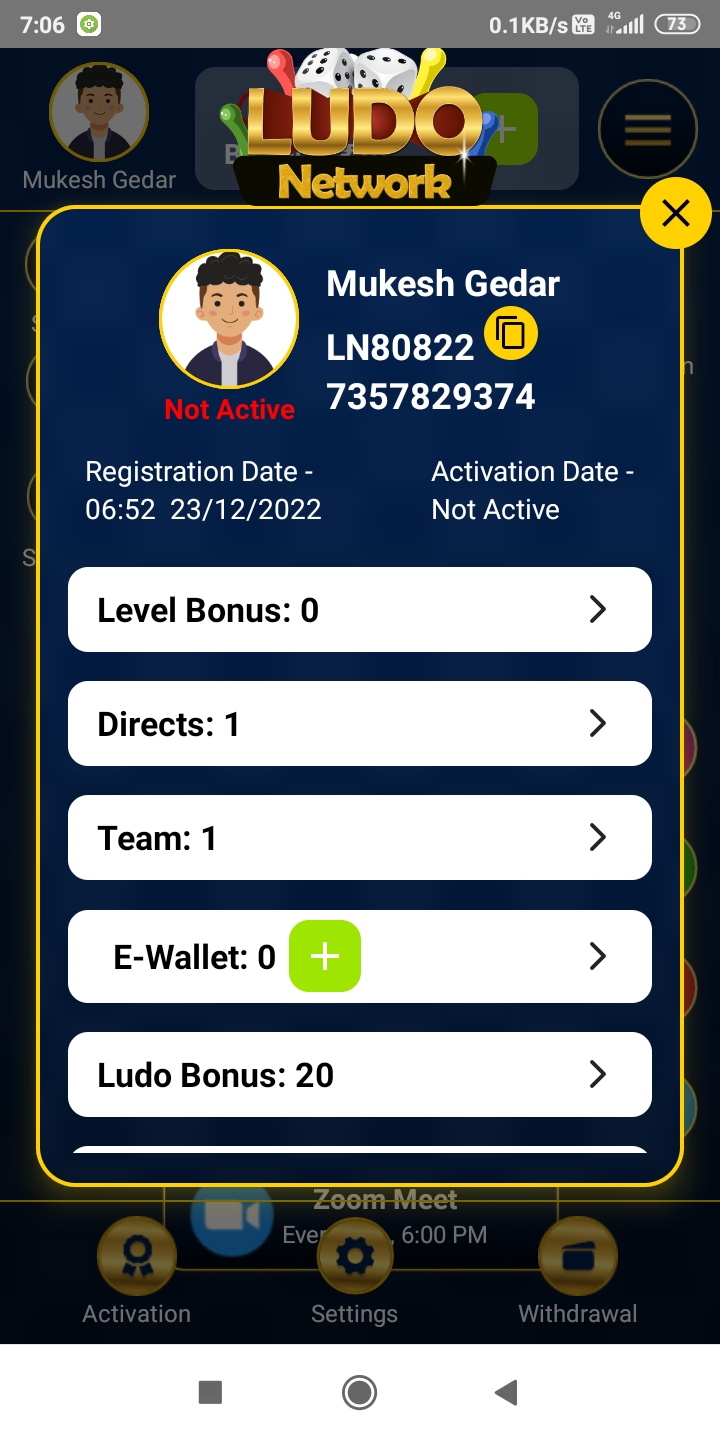 7:06
0.1KB/s
Vo
LTE
4G
73
LUDO
Network
Mukesh Gedar
Mukesh Gedar
LN80822
7357829374
Not Active
Registration Date -
06:52 23/12/2022
Activation Date -
Not Active
Level Bonus: 0
Directs: 1
Team: 1
E-Wallet: 0
Ludo Bonus: 20
Zoom Meet
6:00 PM
Activation
Settings
Withdrawal